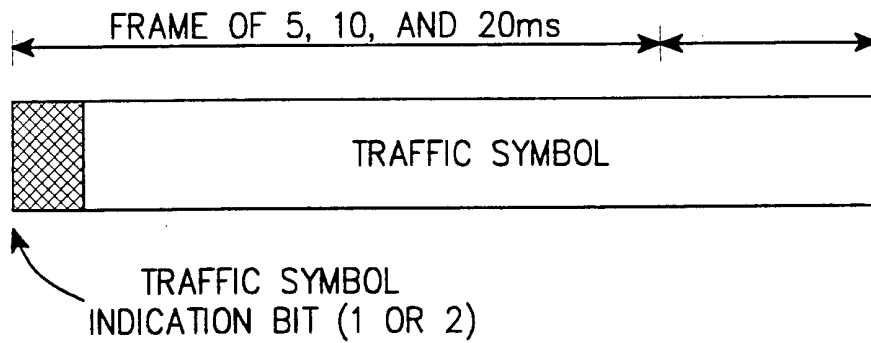 FRAME OF 5, 10, AND 20ms
TRAFFIC SYMBOL
TRAFFIC SYMBOL
INDICATION BIT (1 OR 2)